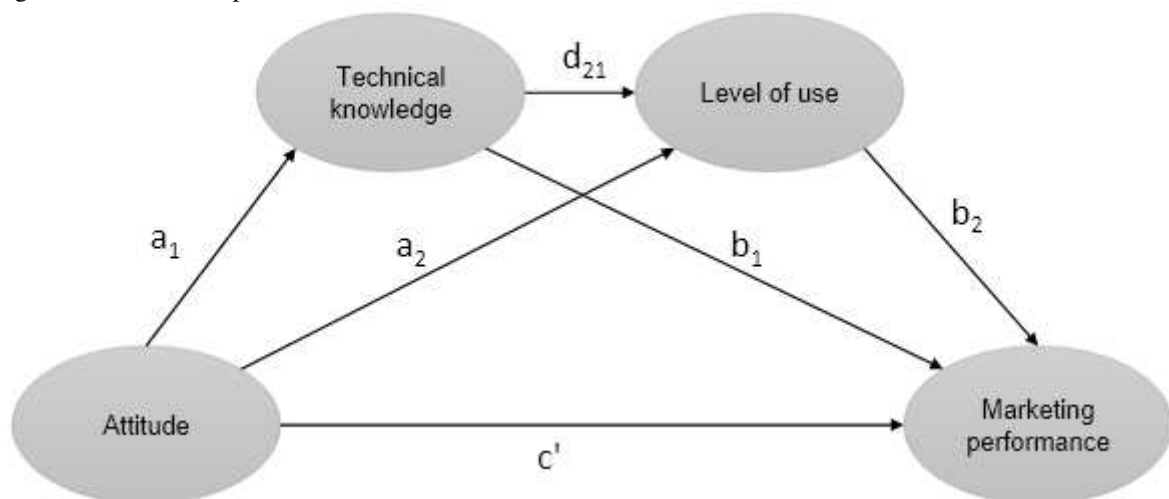 Technical
knowledge
d21
Level of use
a1
a2
b1
b2
Attitude
c'
Marketing
performance